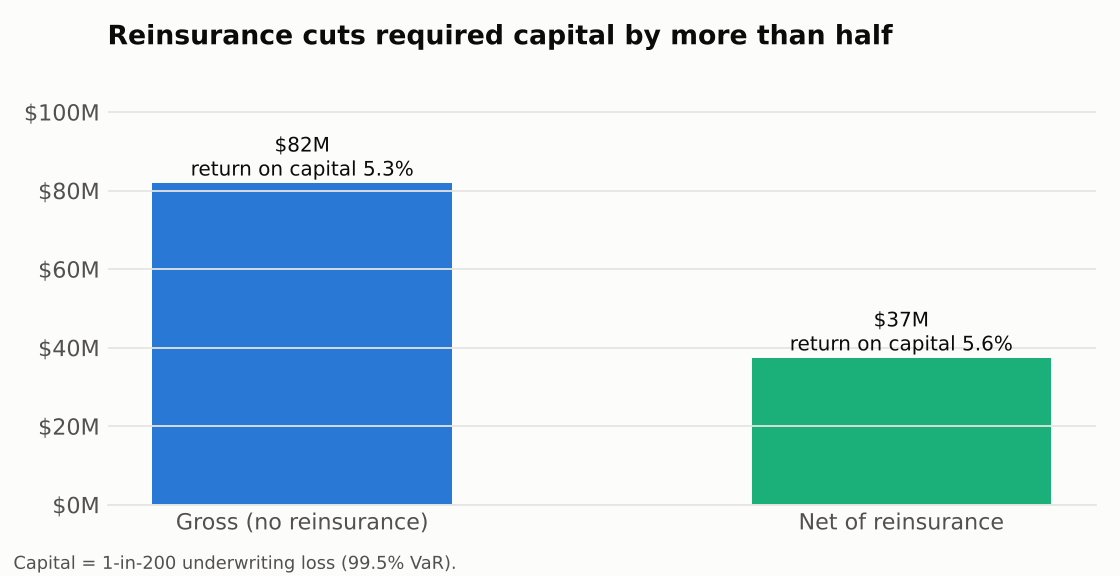 Reinsurance cuts required capital by more than half
$100M
$80M
$60M
$40M
$20M
$0M
$82M
return on capital 5.3%
$37M
return on capital 5.6%
Gross (no reinsurance)
Net of reinsurance
Capital = 1-in-200 underwriting loss (99.5% VaR).